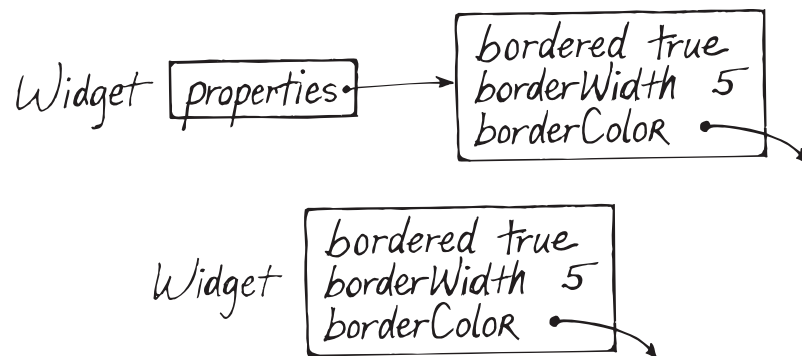 Widget properties
bordered true
borderWidth 5
borderColor
Widget
bordered true
borderWidth 5
borderColor